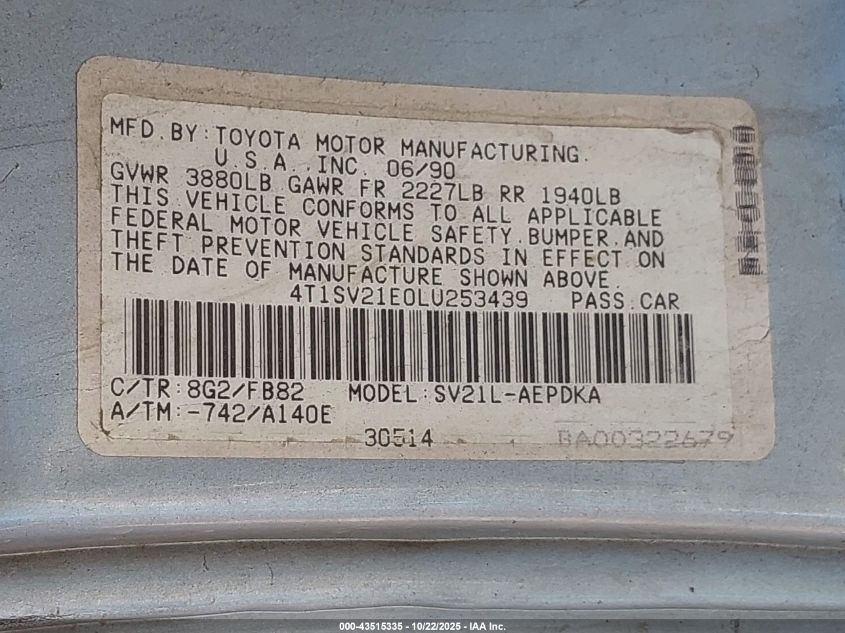 MFD. BY: TOYOTA MOTOR MANUFACTURING.
U.S.A., INC. 06/90
GVWR 3880LB GAWR FR 2227LB RR 1940LB
THIS VEHICLE CONFORMS TO ALL APPLICABLE
FEDERAL MOTOR VEHICLE SAFETY, BUMPER, AND
THEFT PREVENTION STANDARDS IN EFFECT ON
THE DATE OF MANUFACTURE SHOWN ABOVE.
4T1SV21E0LU253439 PASS. CAR
C/TR: 8G2/FB82 MODEL: SV21L-AEPDKA
A/TM: -742/A140E
30514 BA00322679
000-43515335 - 10/22/2025 - IAA Inc.